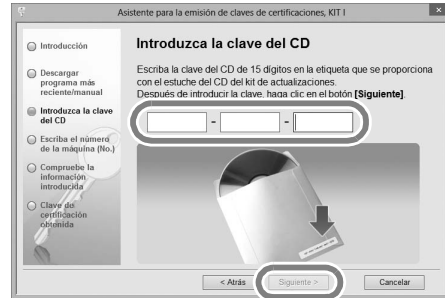 Asistente para la emisión de claves de certificaciones, KIT I
Introducción
Descargar
programa más
reciente/manual
Introduzca la clave
del CD
Escriba el número
de la máquina (No.)
Compruebe la
información
introducida
Clave de
certificación
obtenida
Introduzca la clave del CD
Escriba la clave del CD de 15 dígitos en la etiqueta que se proporciona
con el estuche del CD del kit de actualizaciones.
Después de introducir la clave, haga clic en el botón [Siguiente].
- -
< Atrás Siguiente > Cancelar